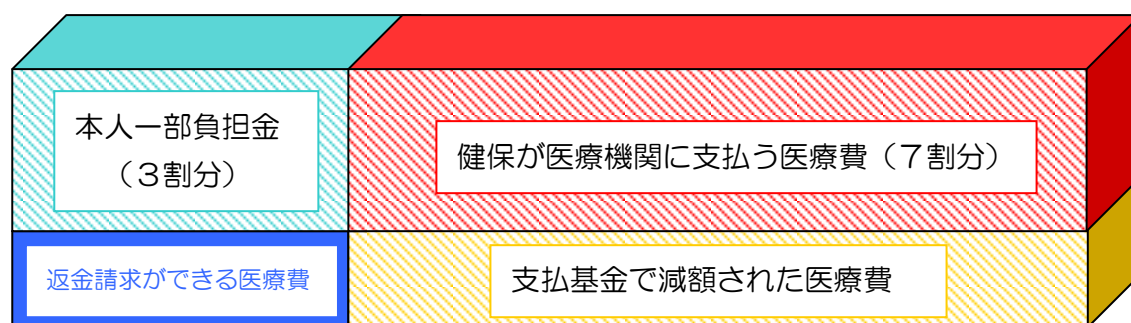 本人一部負担金
（３割分）
健保が医療機関に支払う医療費（７割分）
返金請求ができる医療費
支払基金で減額された医療費